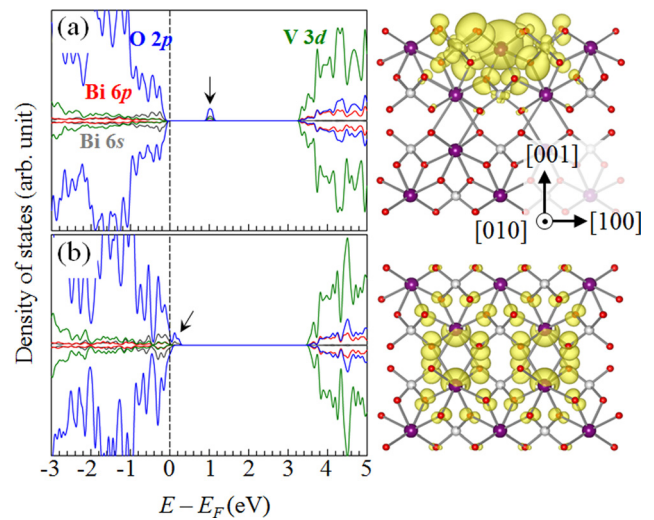 (a)
O 2p
V 3d
Bi 6p
Bi 6s
(b)
Density of states (arb. unit)
-3 -2 -1 0 1 2 3 4 5
E − E_F (eV)
[001]
[010]
[100]